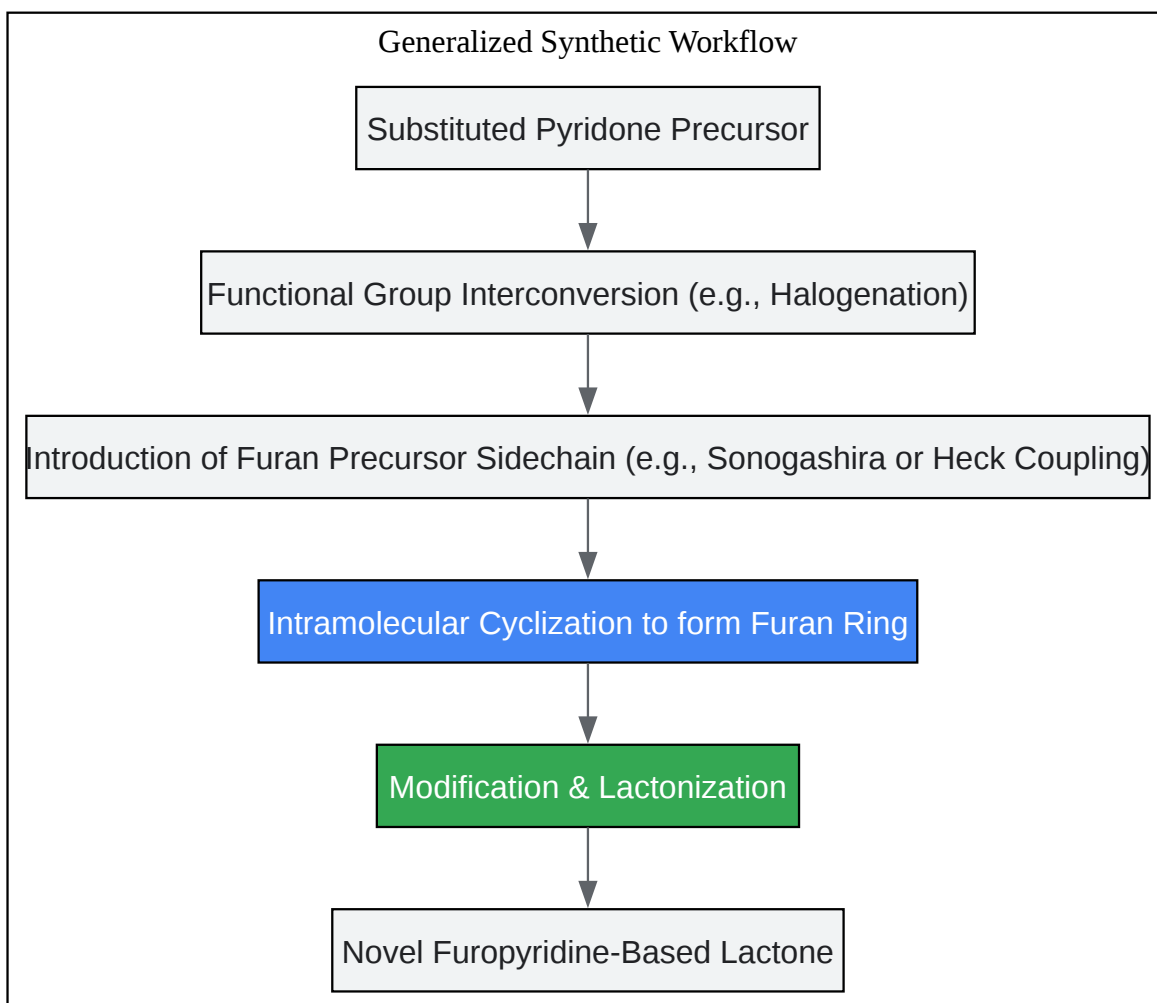 Generalized Synthetic Workflow
Substituted Pyridone Precursor
Functional Group Interconversion (e.g., Halogenation)
Introduction of Furan Precursor Sidechain (e.g., Sonogashira or Heck Coupling)
Intramolecular Cyclization to form Furan Ring
Modification & Lactonization
Novel Furopyridine-Based Lactone